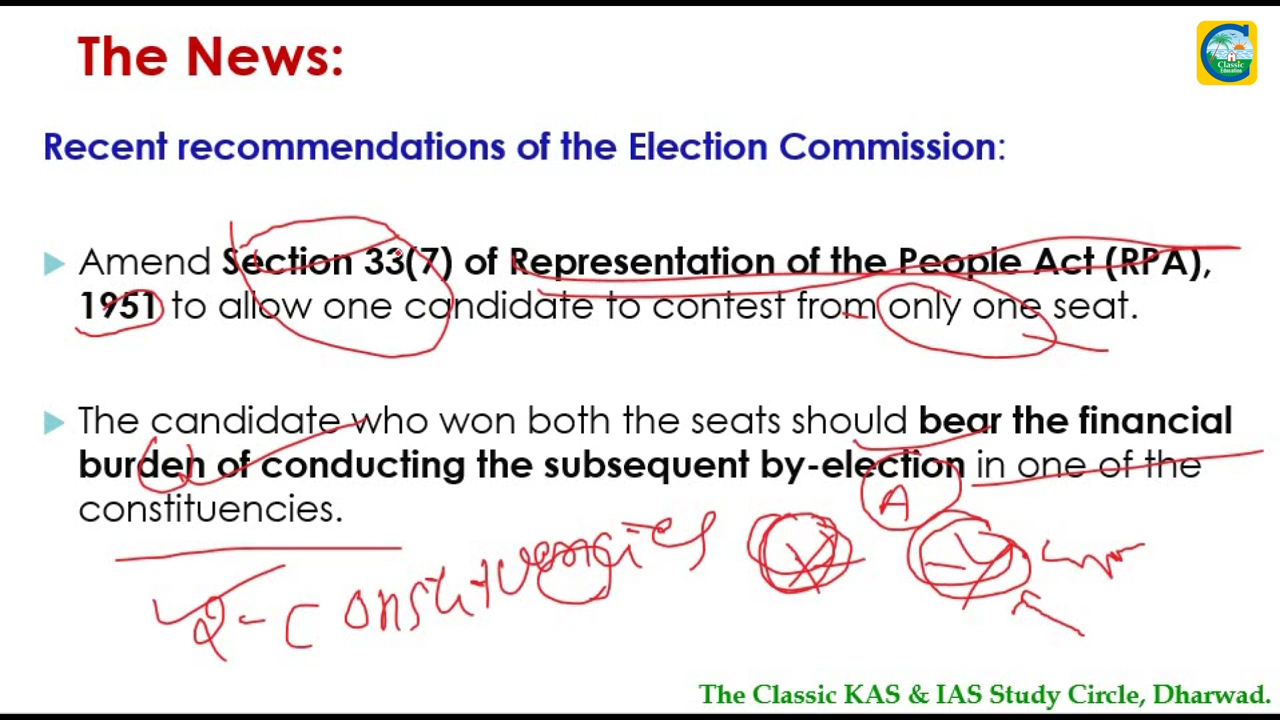 The News:
Classic
Education
Recent recommendations of the Election Commission:
Amend Section 33(7) of Representation of the People Act (RPA),
1951 to allow one candidate to contest from only one seat.
The candidate who won both the seats should bear the financial
burden of conducting the subsequent by-election in one of the
constituencies.
A
2-Constituencies X Y
The Classic KAS & IAS Study Circle, Dharwad.